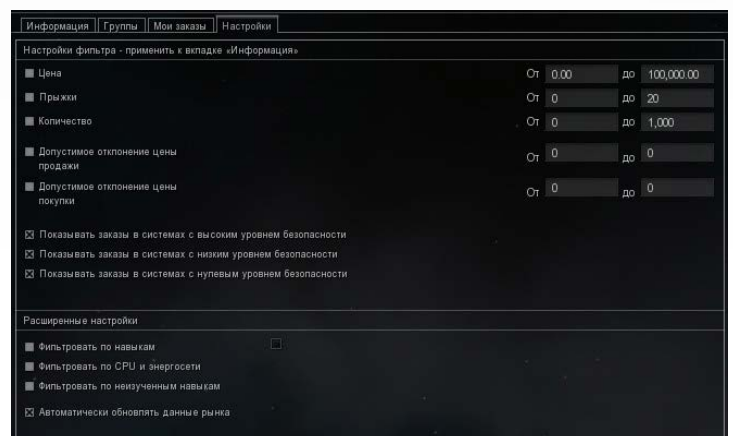 Информация Группы Мои заказы Настройки
Настройки фильтра - применить к вкладке «Информация»
Цена От 0.00 до 100,000.00
Прыжки От 0 до 20
Количество От 0 до 1,000
Допустимое отклонение цены
продажи От 0 до 0
Допустимое отклонение цены
покупки От 0 до 0
Показывать заказы в системах с высоким уровнем безопасности
Показывать заказы в системах с низким уровнем безопасности
Показывать заказы в системах с нулевым уровнем безопасности
Расширенные настройки
Фильтровать по навыкам
Фильтровать по CPU и энергосети
Фильтровать по неизученным навыкам
Автоматически обновлять данные рынка